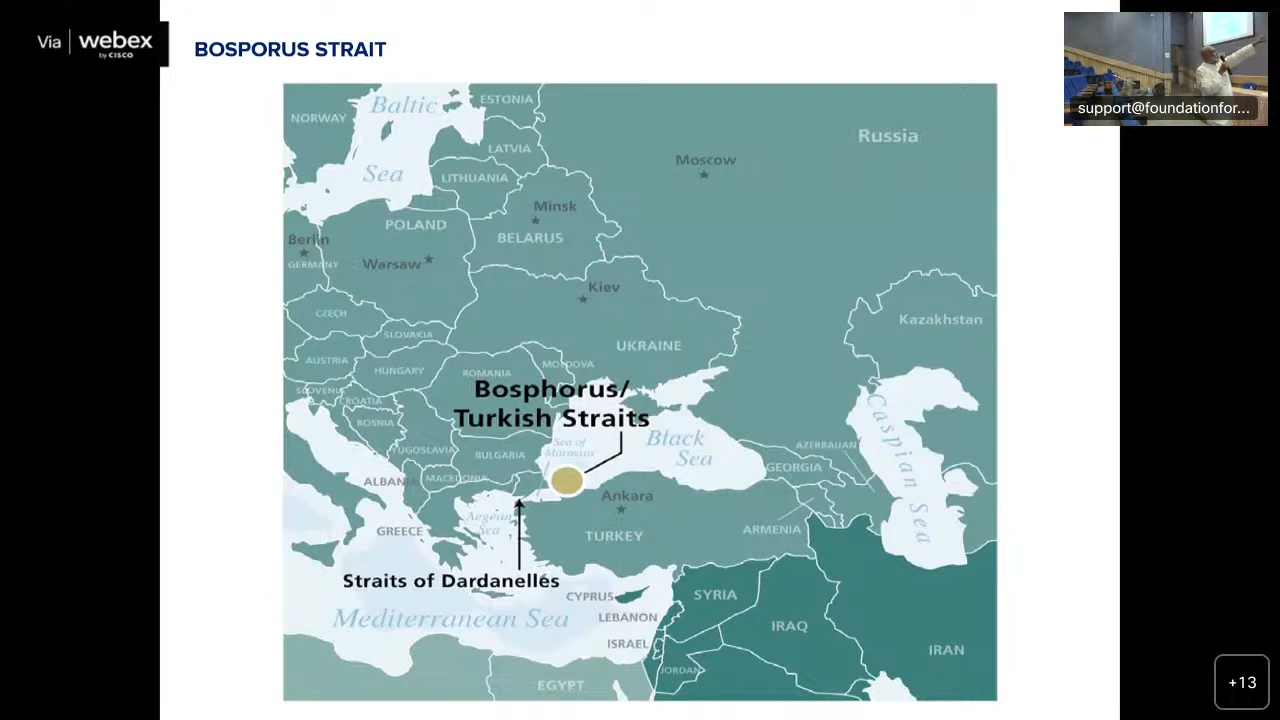 Via | webex
by CISCO
BOSPORUS STRAIT
support@foundationfor...
Baltic
Sea
NORWAY
ESTONIA
LATVIA
LITHUANIA
Russia
Moscow
Minsk
BELARUS
POLAND
Berlin
GERMANY
Warsaw
Kiev
CZECH
SLOVAKIA
UKRAINE
Kazakhstan
AUSTRIA
HUNGARY
ROMANIA
MOLDOVA
SLOVENIA
CROATIA
BOSNIA
Bosphorus/
Turkish Straits
YUGOSLAVIA
BULGARIA
Sea of
Marmara
Black
Sea
Caspian Sea
AZERBAIJAN
GEORGIA
ALBANIA
MACEDONIA
Ankara
TURKEY
ARMENIA
GREECE
Aegean
Sea
Straits of Dardanelles
CYPRUS
SYRIA
Mediterranean Sea
LEBANON
IRAQ
ISRAEL
IRAN
JORDAN
EGYPT
+13